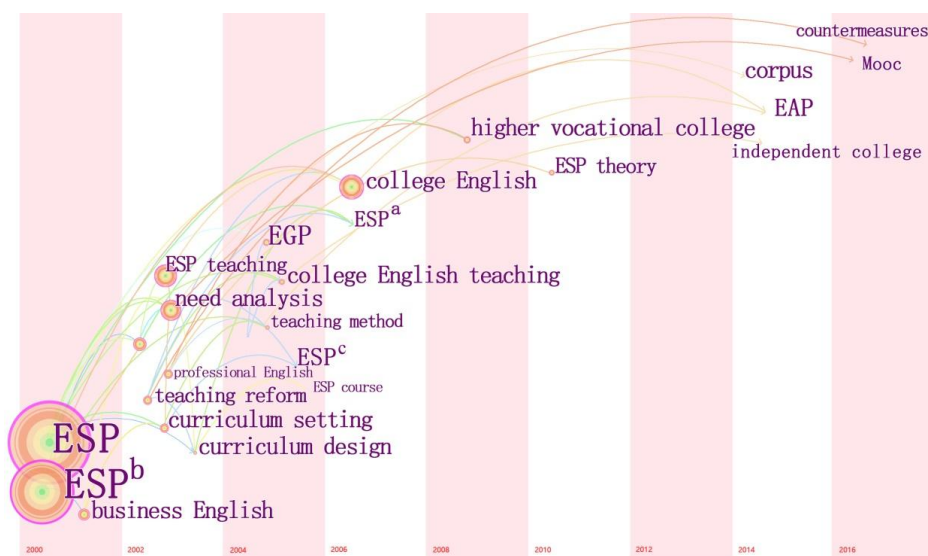 countermeasures
Mooc
corpus
EAP
higher vocational college
independent college
ESP theory
college English
ESPa
EGP
ESP teaching
college English teaching
need analysis
teaching method
ESPc
professional English
ESP course
teaching reform
curriculum setting
ESP
curriculum design
ESPb
business English
2000 2002 2004 2006 2008 2010 2012 2014 2016